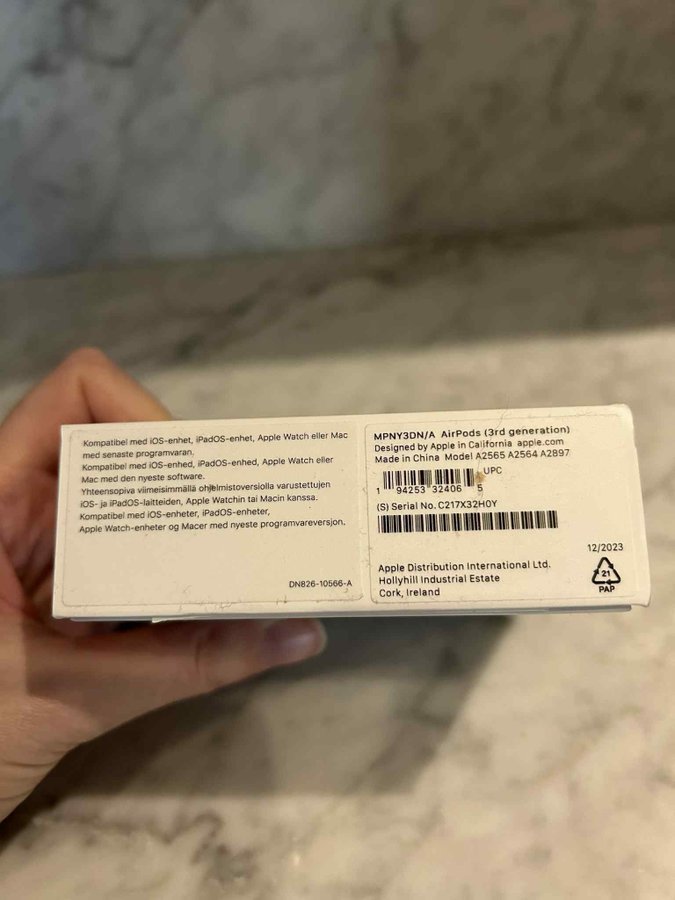 Kompatibel med iOS-enhet, iPadOS-enhet, Apple Watch eller Mac
med senaste programvaran.
Kompatibel med iOS-enhed, iPadOS-enhed, Apple Watch eller
Mac med den nyeste software.
Yhteensopiva viimeisimmällä ohjelmistoversiolla varustettujen
iOS- ja iPadOS-laitteiden, Apple Watchin tai Macin kanssa.
Kompatibel med iOS-enheter, iPadOS-enheter,
Apple Watch-enheter og Macer med nyeste programvareversjon.
DN826-10566-A
MPNY3DN/A AirPods (3rd generation)
Designed by Apple in California apple.com
Made in China Model A2565 A2564 A2897
UPC
1 94253 32406 5
(S) Serial No. C217X32H0Y
12/2023
Apple Distribution International Ltd.
Hollyhill Industrial Estate
Cork, Ireland
21
PAP